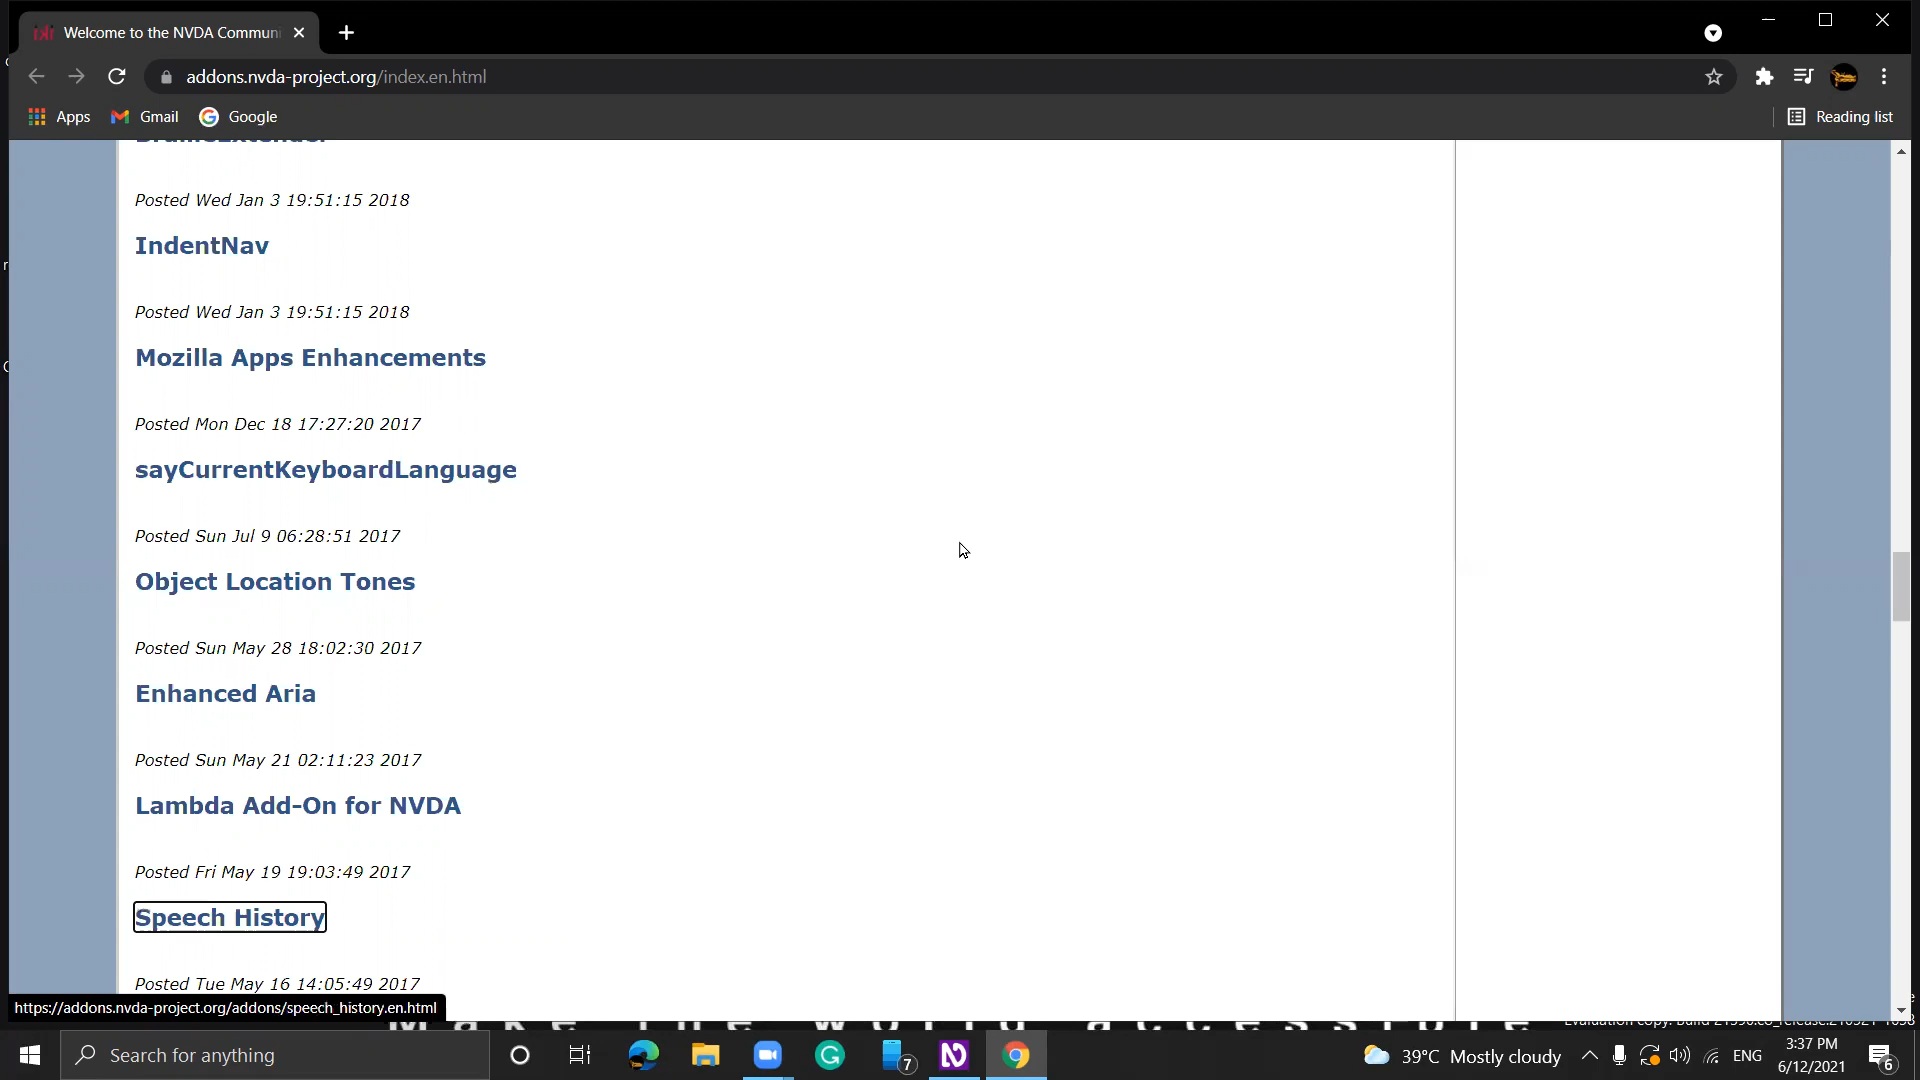 Welcome to the NVDA Commun
addons.nvda-project.org/index.en.html
Apps
Gmail
Google
Reading list
Posted Wed Jan 3 19:51:15 2018
IndentNav
Posted Wed Jan 3 19:51:15 2018
Mozilla Apps Enhancements
Posted Mon Dec 18 17:27:20 2017
sayCurrentKeyboardLanguage
Posted Sun Jul 9 06:28:51 2017
Object Location Tones
Posted Sun May 28 18:02:30 2017
Enhanced Aria
Posted Sun May 21 02:11:23 2017
Lambda Add-On for NVDA
Posted Fri May 19 19:03:49 2017
Speech History
Posted Tue May 16 14:05:49 2017
https://addons.nvda-project.org/addons/speech_history.en.html
Search for anything
7
39°C Mostly cloudy
ENG
3:37 PM
6/12/2021
6